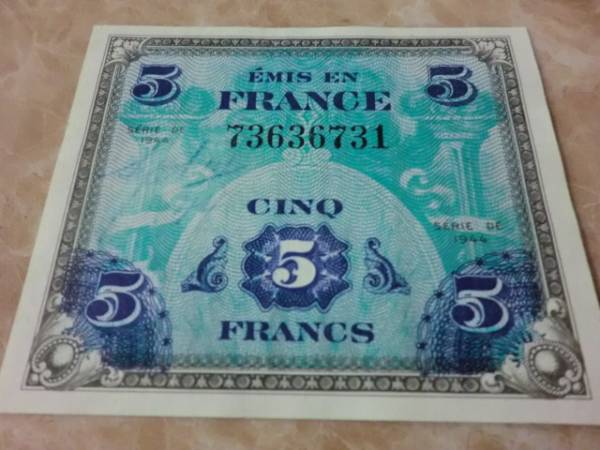 5 ÉMIS EN 5
FRANCE
73636731
SÉRIE DE
1944
CINQ
SÉRIE DE
1944
5 5 5
FRANCS